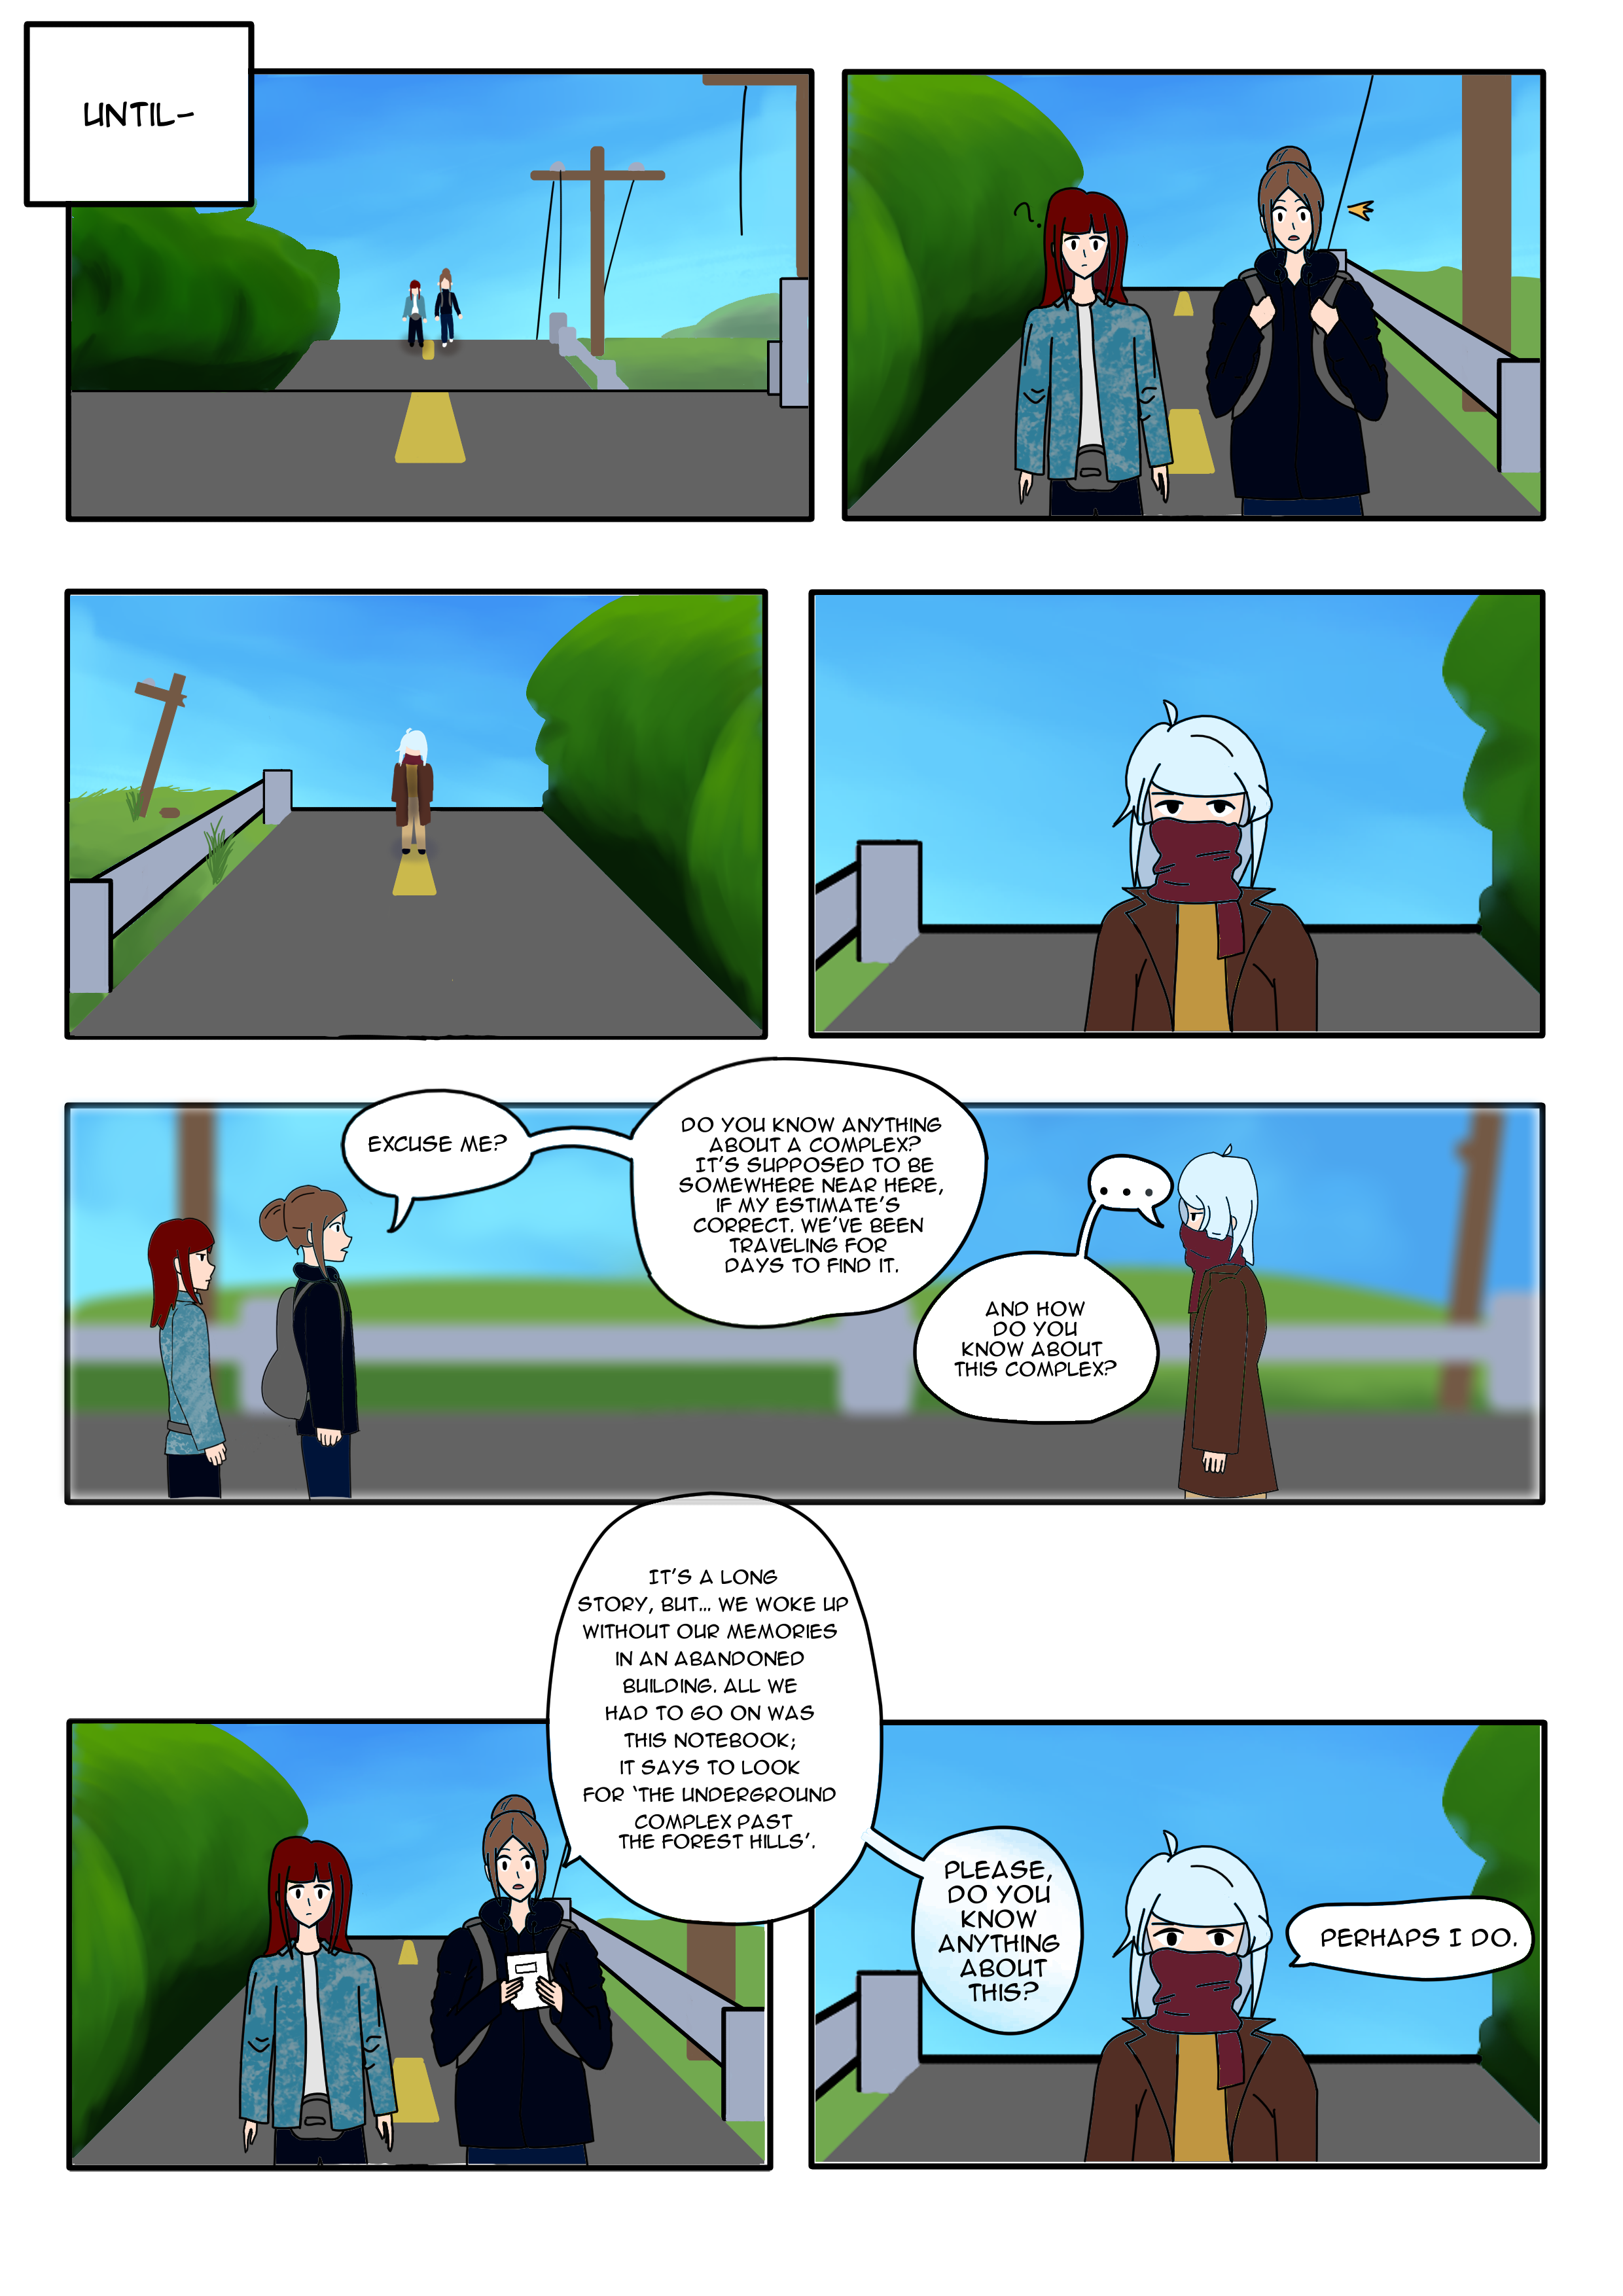 UNTIL-
?
EXCUSE ME?
DO YOU KNOW ANYTHING
ABOUT A COMPLEX?
IT'S SUPPOSED TO BE
SOMEWHERE NEAR HERE,
IF MY ESTIMATE'S
CORRECT. WE'VE BEEN
TRAVELING FOR
DAYS TO FIND IT.
...
AND HOW
DO YOU
KNOW ABOUT
THIS COMPLEX?
IT'S A LONG
STORY, BUT... WE WOKE UP
WITHOUT OUR MEMORIES
IN AN ABANDONED
BUILDING. ALL WE
HAD TO GO ON WAS
THIS NOTEBOOK;
IT SAYS TO LOOK
FOR 'THE UNDERGROUND
COMPLEX PAST
THE FOREST HILLS'.
PLEASE,
DO YOU
KNOW
ANYTHING
ABOUT
THIS?
PERHAPS I DO.